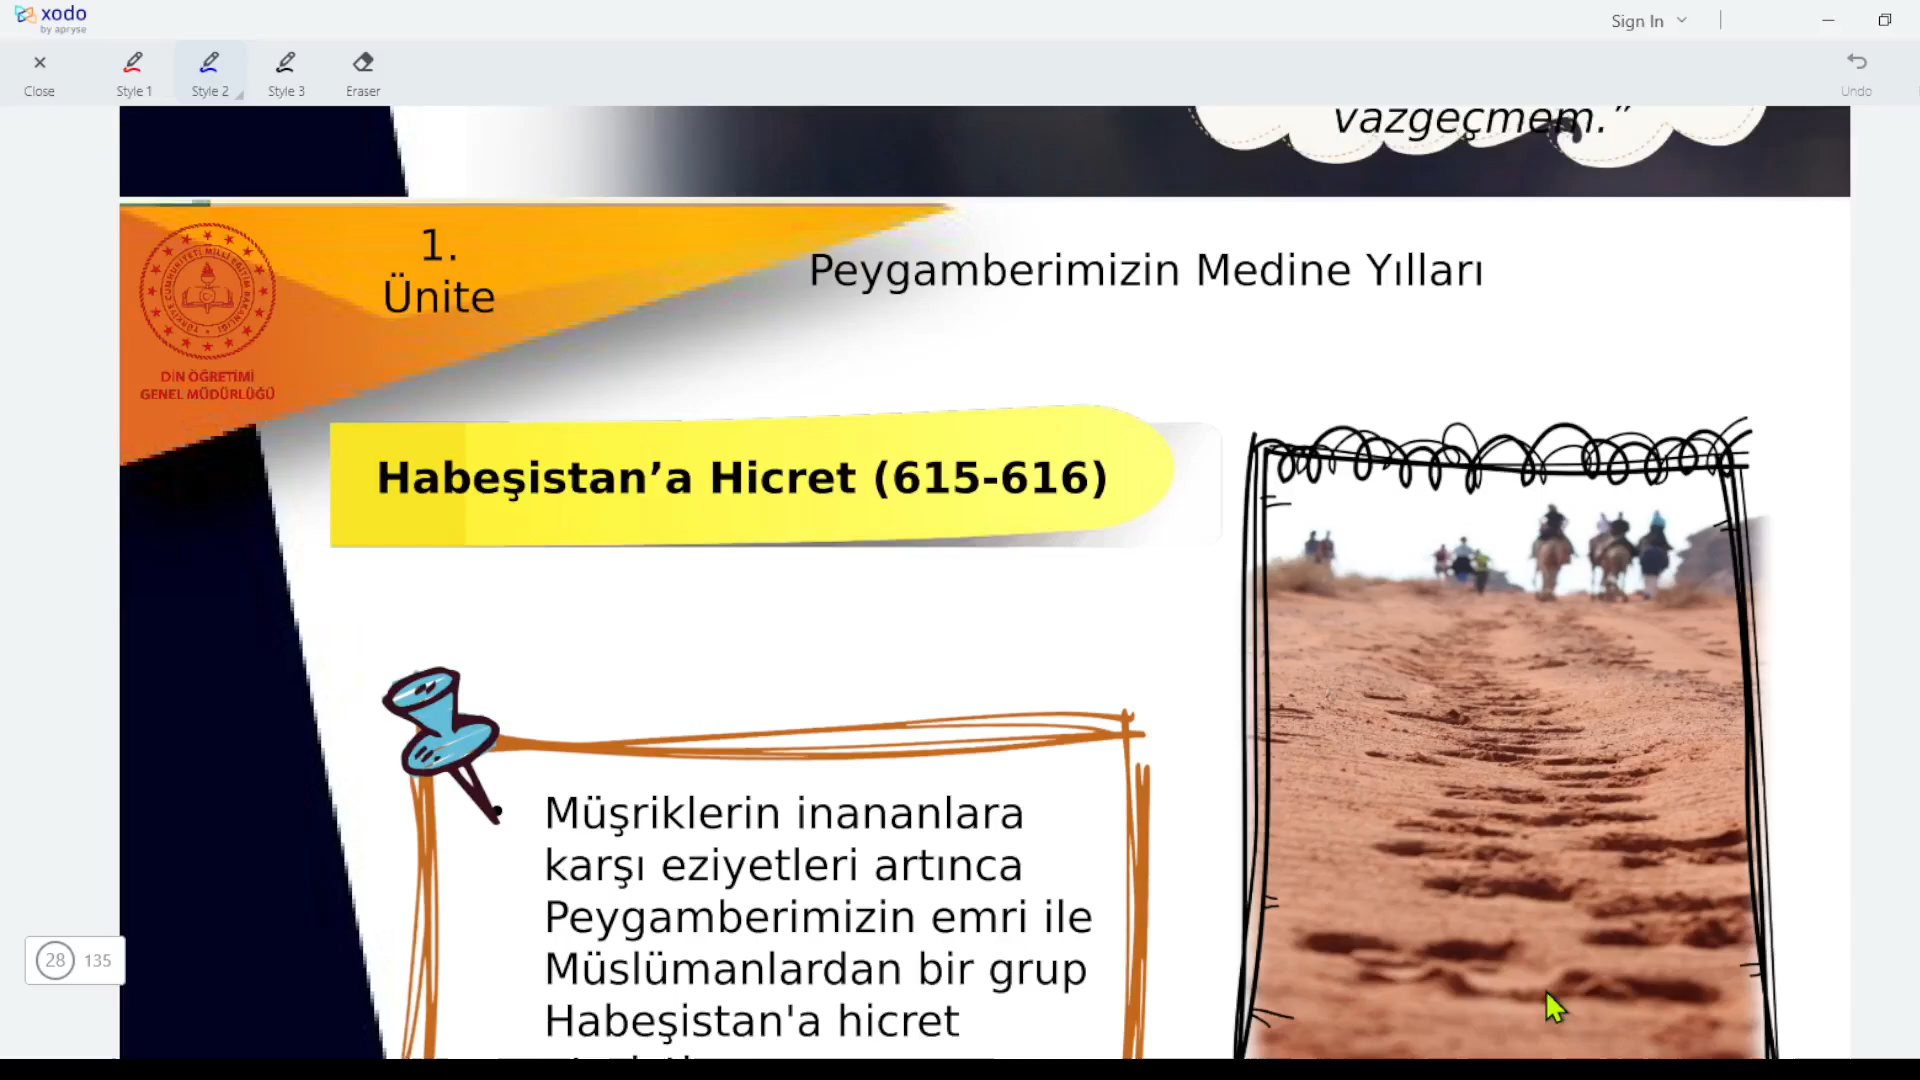 xodo
by apryse
Sign In
Close
Style 1
Style 2
Style 3
Eraser
Undo
vazgeçmem.”
1.
Ünite
Peygamberimizin Medine Yılları
DİN ÖĞRETİMİ
GENEL MÜDÜRLÜĞÜ
Habeşistan’a Hicret (615-616)
• Müşriklerin inananlara
karşı eziyetleri artınca
Peygamberimizin emri ile
Müslümanlardan bir grup
Habeşistan'a hicret
28 135